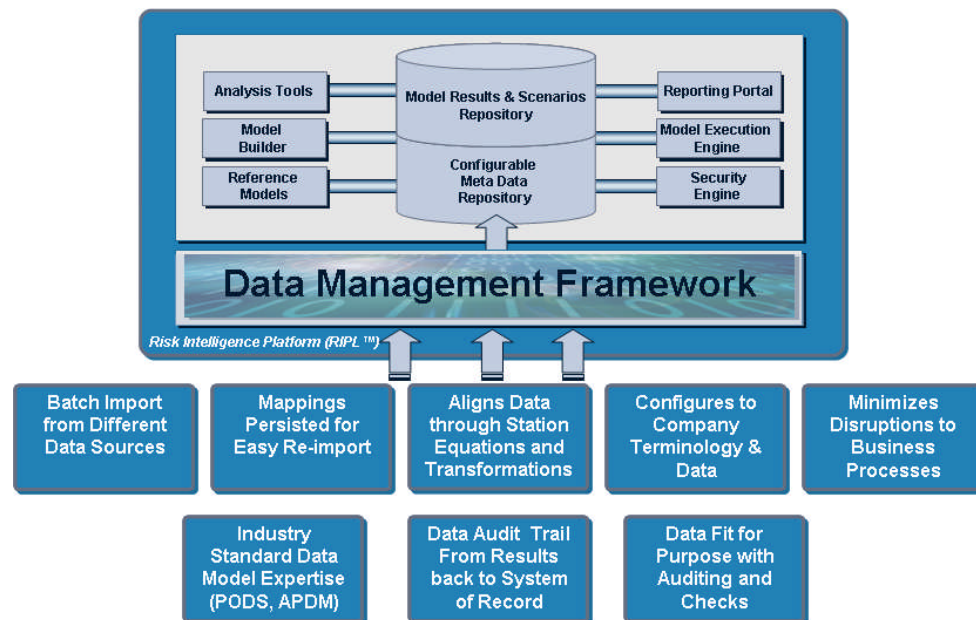 Analysis Tools
Model Results & Scenarios
Repository
Reporting Portal
Model
Builder
Model Execution
Engine
Reference
Models
Configurable
Meta Data
Repository
Security
Engine
Data Management Framework
Risk Intelligence Platform (RIPL™)
Batch Import
from Different
Data Sources
Mappings
Persisted for
Easy Re-import
Aligns Data
through Station
Equations and
Transformations
Configures to
Company
Terminology &
Data
Minimizes
Disruptions to
Business
Processes
Industry
Standard Data
Model Expertise
(PODS, APDM)
Data Audit Trail
From Results
back to System
of Record
Data Fit for
Purpose with
Auditing and
Checks